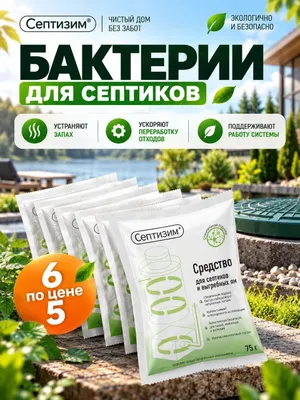 Септизим®
ЧИСТЫЙ ДОМ
БЕЗ ЗАБОТ
ЭКОЛОГИЧНО
И БЕЗОПАСНО
БАКТЕРИИ
ДЛЯ СЕПТИКОВ
УСТРАНЯЮТ
ЗАПАХ
УСКОРЯЮТ
ПЕРЕРАБОТКУ
ОТХОДОВ
ПОДДЕРЖИВАЮТ
РАБОТУ СИСТЕМЫ
Септизим®
Септизим®
Средство
для септиков
и выгребных ям
75 г
6
по цене
5